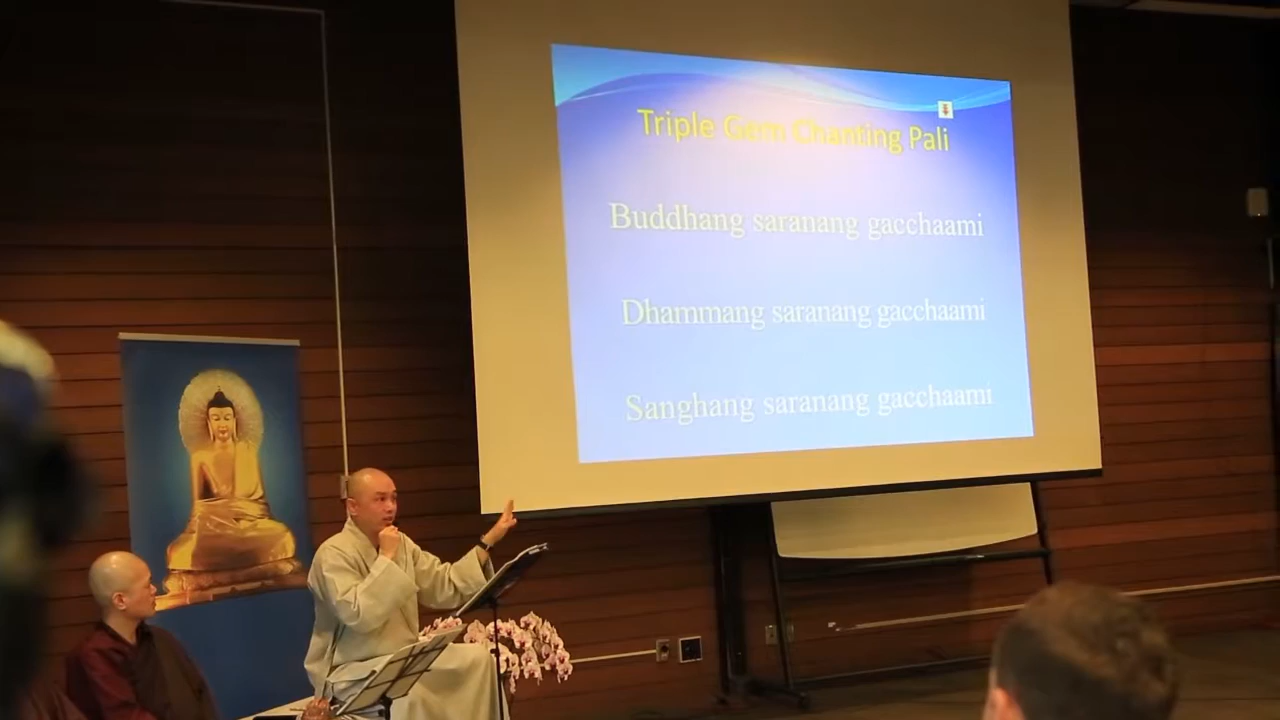 Triple Gem Chanting Pali
Buddhang saranang gacchaami
Dhammang saranang gacchaami
Sanghang saranang gacchaami